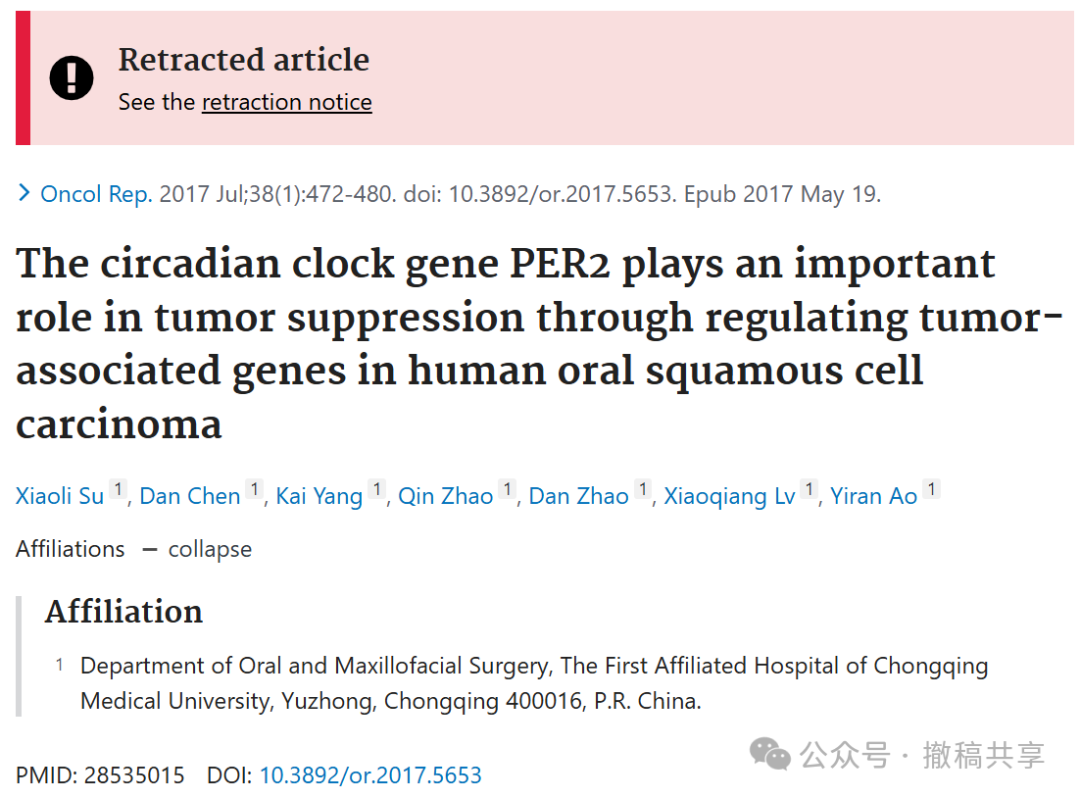 Retracted article
See the retraction notice
Oncol Rep. 2017 Jul;38(1):472-480. doi: 10.3892/or.2017.5653. Epub 2017 May 19.
The circadian clock gene PER2 plays an important
role in tumor suppression through regulating tumor-
associated genes in human oral squamous cell
carcinoma
Xiaoli Su 1, Dan Chen 1, Kai Yang 1, Qin Zhao 1, Dan Zhao 1, Xiaoqiang Lv 1, Yiran Ao 1
Affiliations − collapse
Affiliation
1 Department of Oral and Maxillofacial Surgery, The First Affiliated Hospital of Chongqing
Medical University, Yuzhong, Chongqing 400016, P.R. China.
公众号 · 撤稿共享
PMID: 28535015 DOI: 10.3892/or.2017.5653